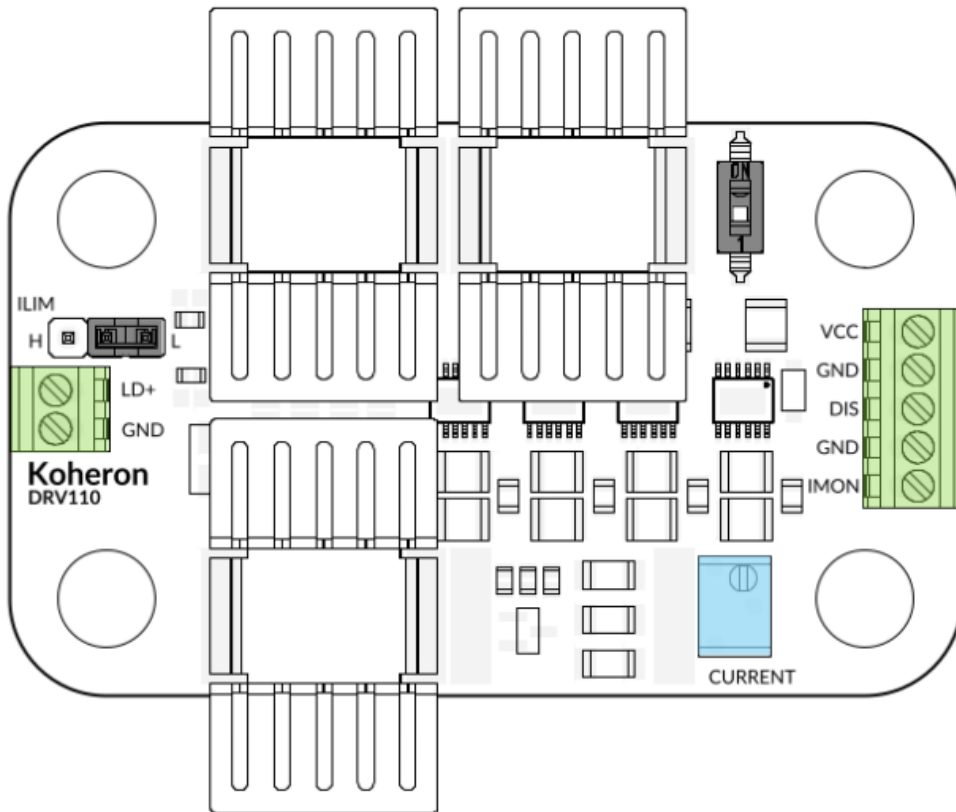 ON
1
ILIM
H
L
VCC
LD+
GND
GND
DIS
GND
IMON
Koheron
DRV110
CURRENT